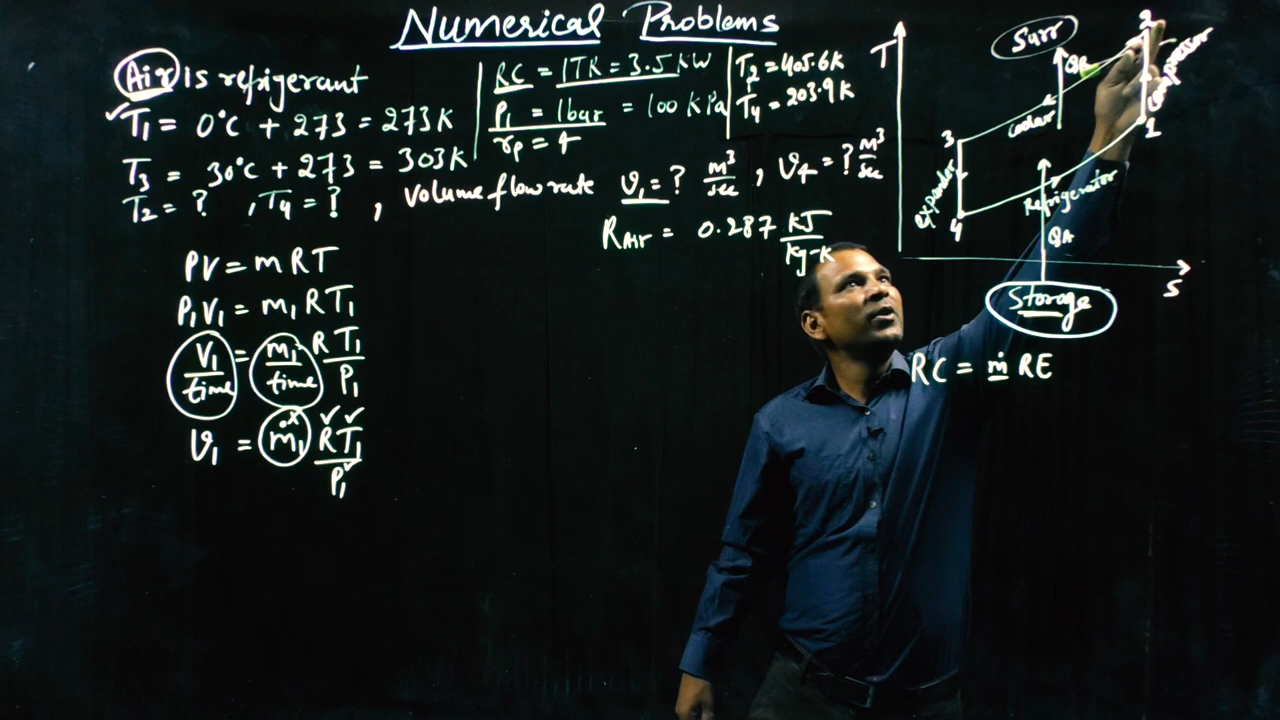 Numerical Problems
Air is refrigerant
T1 = 0°C + 273 = 273K
T3 = 30°C + 273 = 303K
T2 = ? , T4 = ? , volume flow rate v1 = ? m³/sec , v4 = ? m³/sec
RC = 1TR = 3.5 kW
P1 = 1bar = 100 kPa
rp = 4
T2 = 405.6K
T4 = 203.9K
RAir = 0.287 kJ/kg-K
PV = mRT
P1V1 = m1RT1
V1/time = m1/time RT1/P1
v1 = ṁ1 RT1/P1
T
Surr
2
QR
compressor
cooler
3
1
expander
Refrigerator
4
QA
S
Storage
RC = ṁ RE